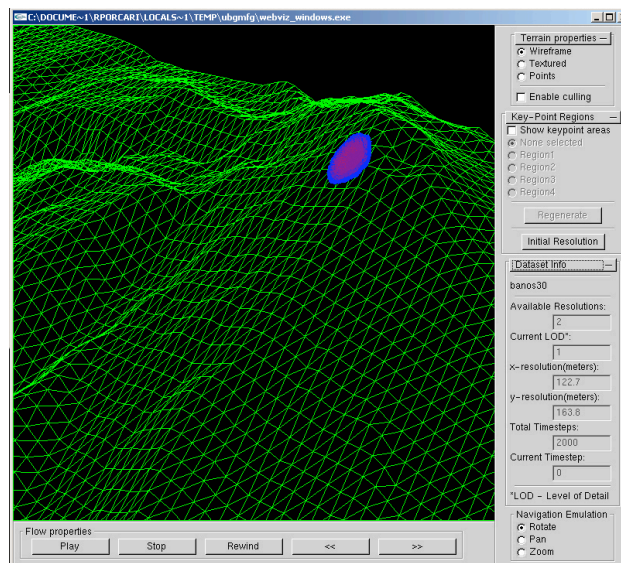 C:\DOCUME~1\RPORCARI\LOCALS~1\TEMP\ubgmfg\webviz_windows.exe
Terrain properties
Wireframe
Textured
Points
Enable culling
Key-Point Regions
Show keypoint areas
None selected
Region1
Region2
Region3
Region4
Regenerate
Initial Resolution
Dataset Info
banos30
Available Resolutions:
2
Current LOD*:
1
x-resolution(meters):
122.7
y-resolution(meters):
163.8
Total Timesteps:
2000
Current Timestep:
0
*LOD - Level of Detail
Navigation Emulation
Rotate
Pan
Zoom
Flow properties
Play Stop Rewind << >>